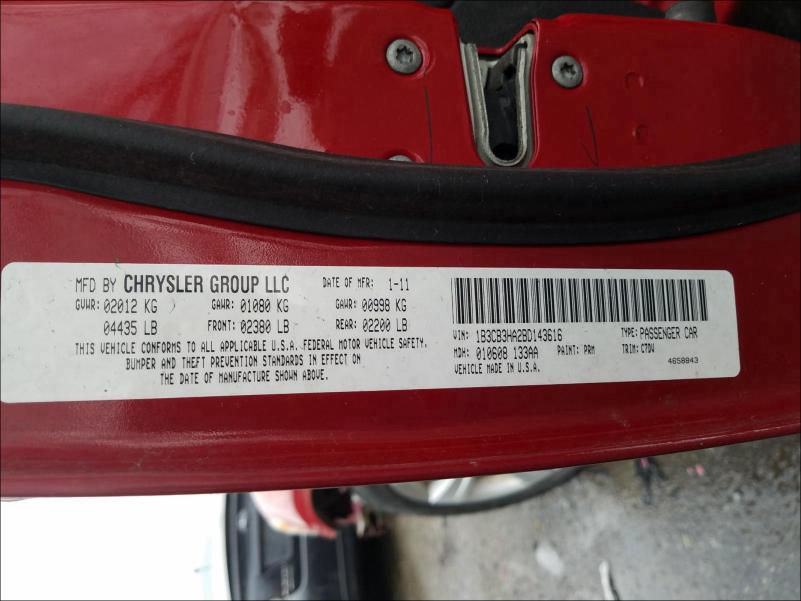 MFD BY CHRYSLER GROUP LLC DATE OF MFR: 1-11
GVWR: 02012 KG GAWR: 01080 KG GAWR: 00998 KG
04435 LB FRONT: 02380 LB REAR: 02200 LB
THIS VEHICLE CONFORMS TO ALL APPLICABLE U.S.A. FEDERAL MOTOR VEHICLE SAFETY,
BUMPER AND THEFT PREVENTION STANDARDS IN EFFECT ON
THE DATE OF MANUFACTURE SHOWN ABOVE.
VIN: 1B3CB3HA2BD143616 TYPE: PASSENGER CAR
MDH: 010608 133AA PAINT: PRM TRIM: CTDV
VEHICLE MADE IN U.S.A. 4658843